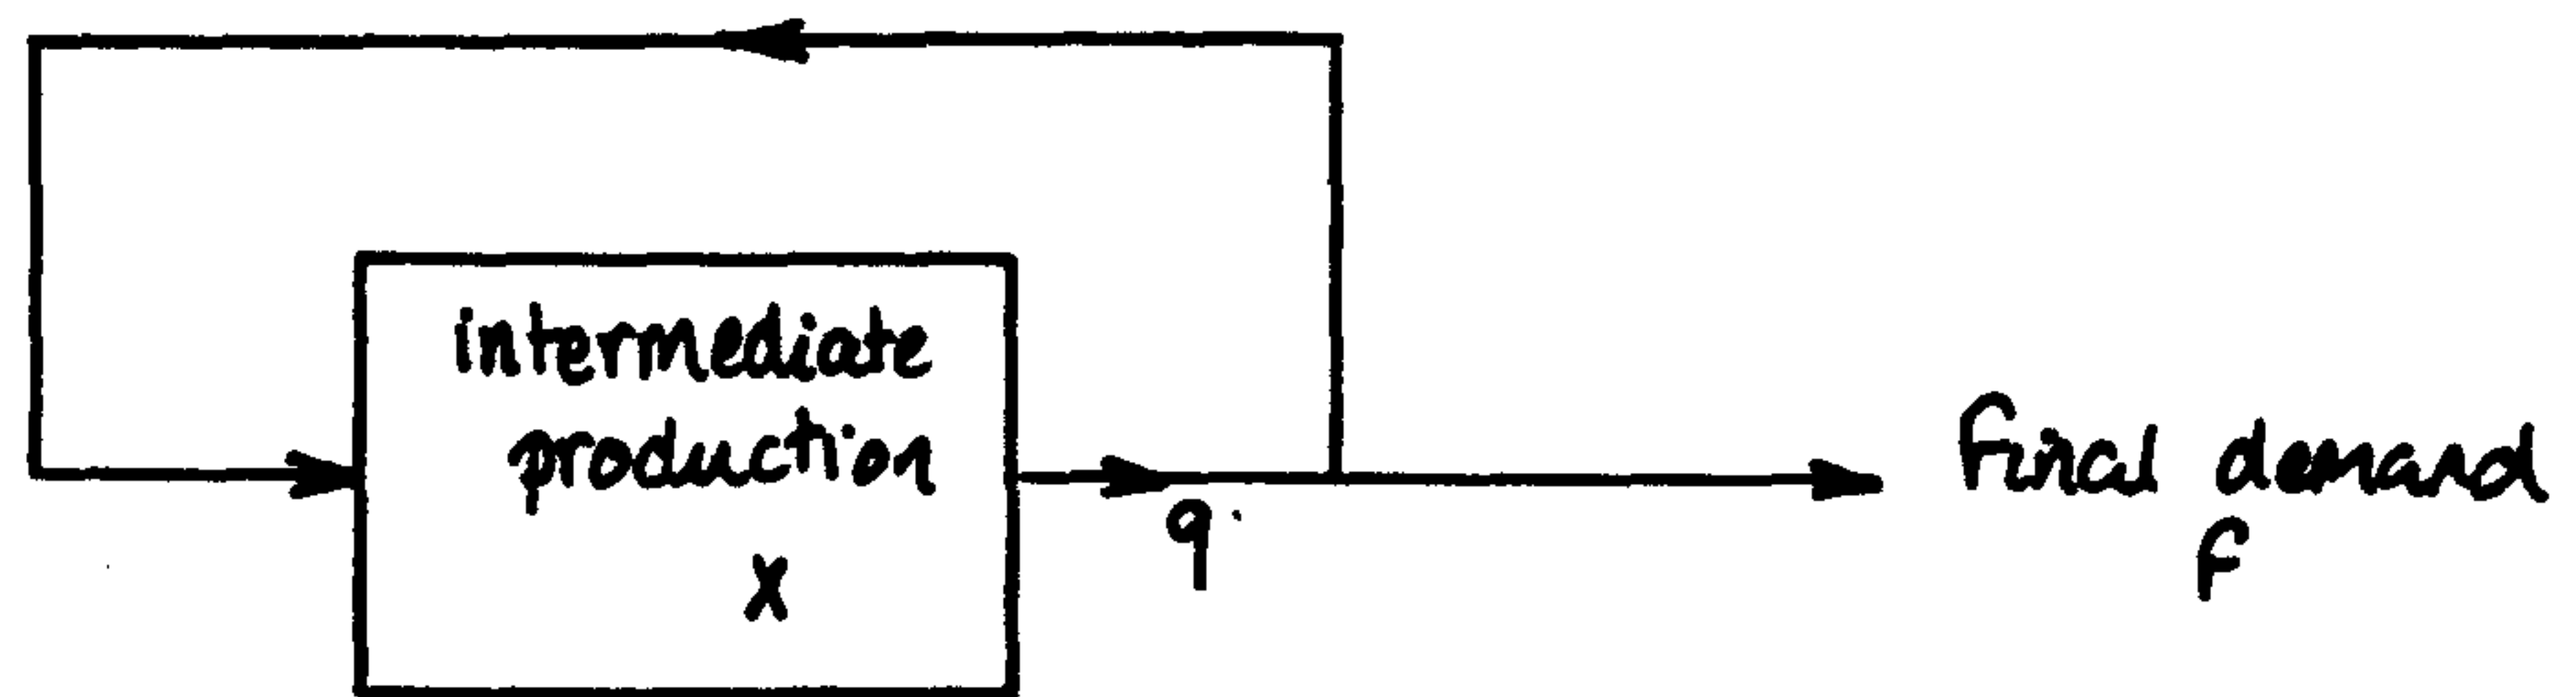 intermediate
production
X
q
final demand
f